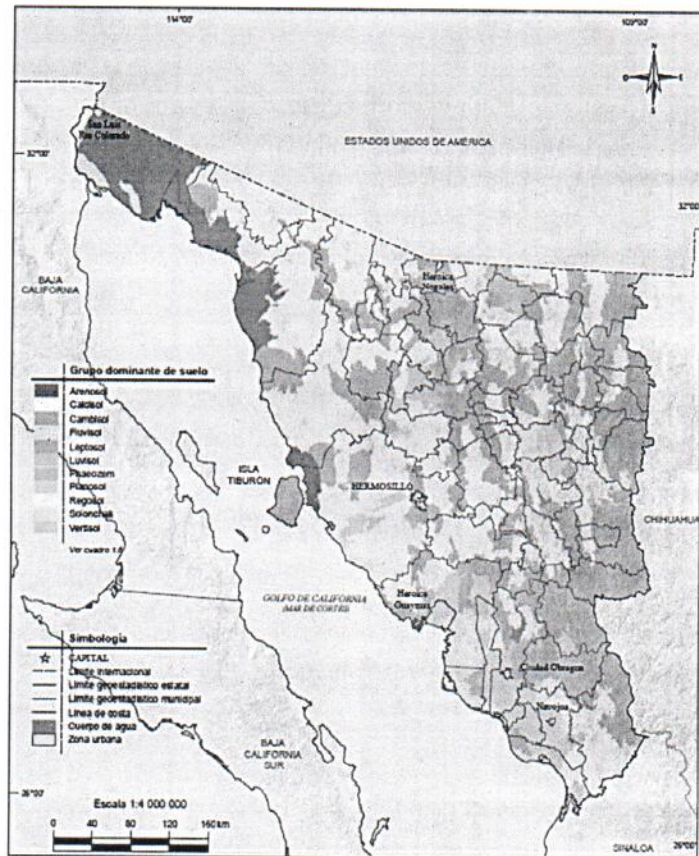 114°00'
109°00'
N
O E
S
San Luis
Río Colorado
ESTADOS UNIDOS DE AMÉRICA
32°00'
32°00'
BAJA
CALIFORNIA
Heroica
Nogales
Grupo dominante de suelo
Arenosol
Calcisol
Cambisol
Fluvisol
Leptosol
Luvisol
Phaeozem
Planosol
Regosol
Solonchak
Vertisol
Ver cuadro 1.6
ISLA
TIBURÓN
HERMOSILLO
CHIHUAHUA
GOLFO DE CALIFORNIA
(MAR DE CORTÉS)
Heroica
Guaymas
Simbología
CAPITAL
Límite internacional
Límite geoestadístico estatal
Límite geoestadístico municipal
Línea de costa
Cuerpo de agua
Zona urbana
Ciudad Obregón
Navojoa
BAJA
CALIFORNIA
SUR
26°00'
Escala 1:4 000 000
0 40 80 120 160 km
26°00'
SINALOA